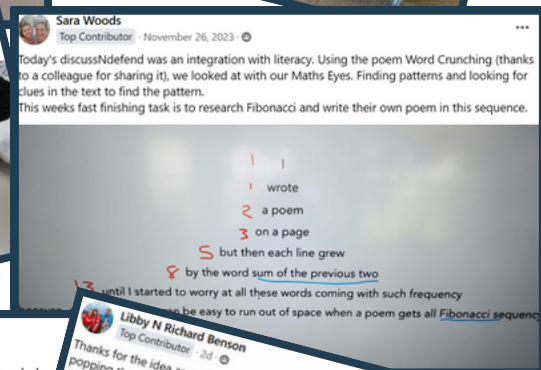 Sara Woods
Top Contributor · November 26, 2023 ·
Today's discussNdefend was an integration with literacy. Using the poem Word Crunching (thanks
to a colleague for sharing it), we looked at with our Maths Eyes. Finding patterns and looking for
clues in the text to find the pattern.
This weeks fast finishing task is to research Fibonacci and write their own poem in this sequence.
1 I
1 wrote
2 a poem
3 on a page
5 but then each line grew
8 by the word sum of the previous two
13 until I started to worry at all these words coming with such frequency
be easy to run out of space when a poem gets all Fibonacci sequenc
Libby N Richard Benson
Top Contributor · 2d ·
Thanks for the idea
popping